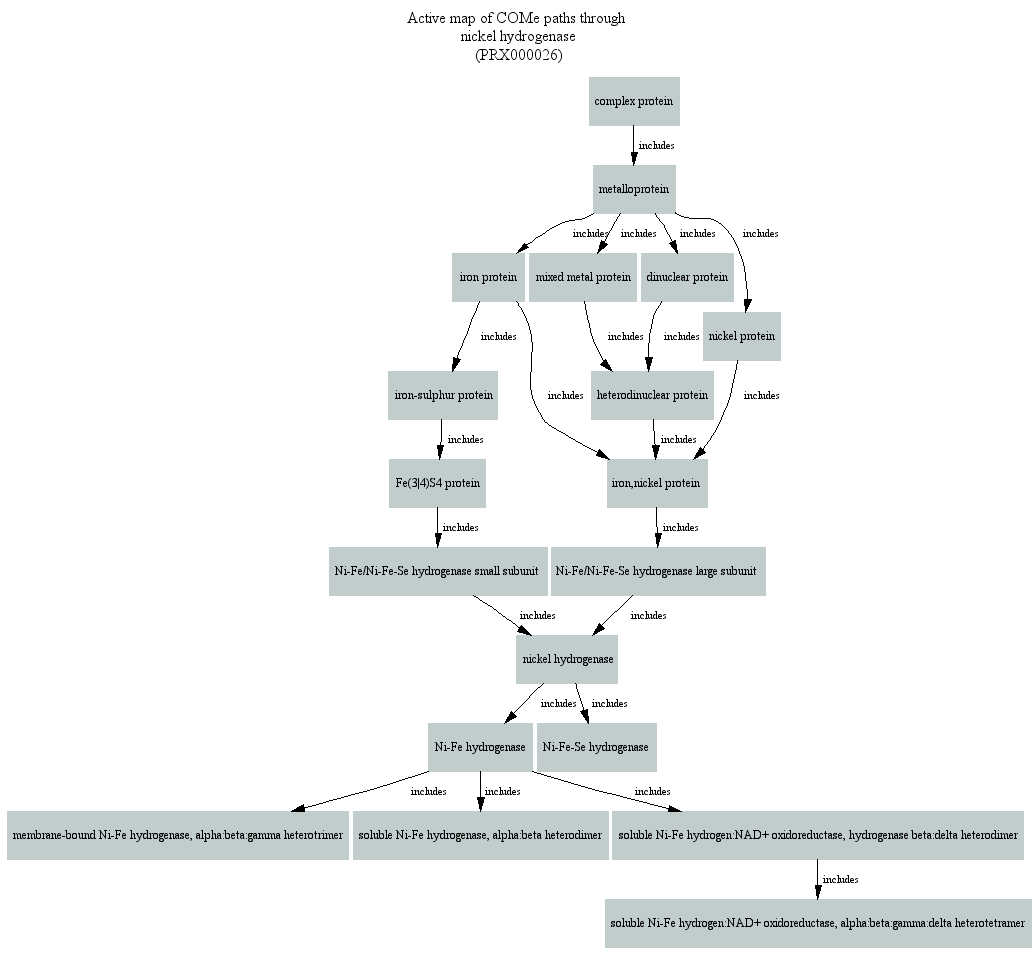 Active map of COMe paths through
nickel hydrogenase
(PRX000026)
complex protein
includes
metalloprotein
includes
includes
includes
includes
iron protein
mixed metal protein
dinuclear protein
nickel protein
includes
includes
includes
iron-sulphur protein
includes
heterodinuclear protein
includes
includes
includes
Fe(3|4)S4 protein
iron,nickel protein
includes
includes
Ni-Fe/Ni-Fe-Se hydrogenase small subunit
Ni-Fe/Ni-Fe-Se hydrogenase large subunit
includes
includes
nickel hydrogenase
includes
includes
Ni-Fe hydrogenase
Ni-Fe-Se hydrogenase
includes
includes
includes
membrane-bound Ni-Fe hydrogenase, alpha:beta:gamma heterotrimer
soluble Ni-Fe hydrogenase, alpha:beta heterodimer
soluble Ni-Fe hydrogen:NAD+ oxidoreductase, hydrogenase beta:delta heterodimer
includes
soluble Ni-Fe hydrogen:NAD+ oxidoreductase, alpha:beta:gamma:delta heterotetramer